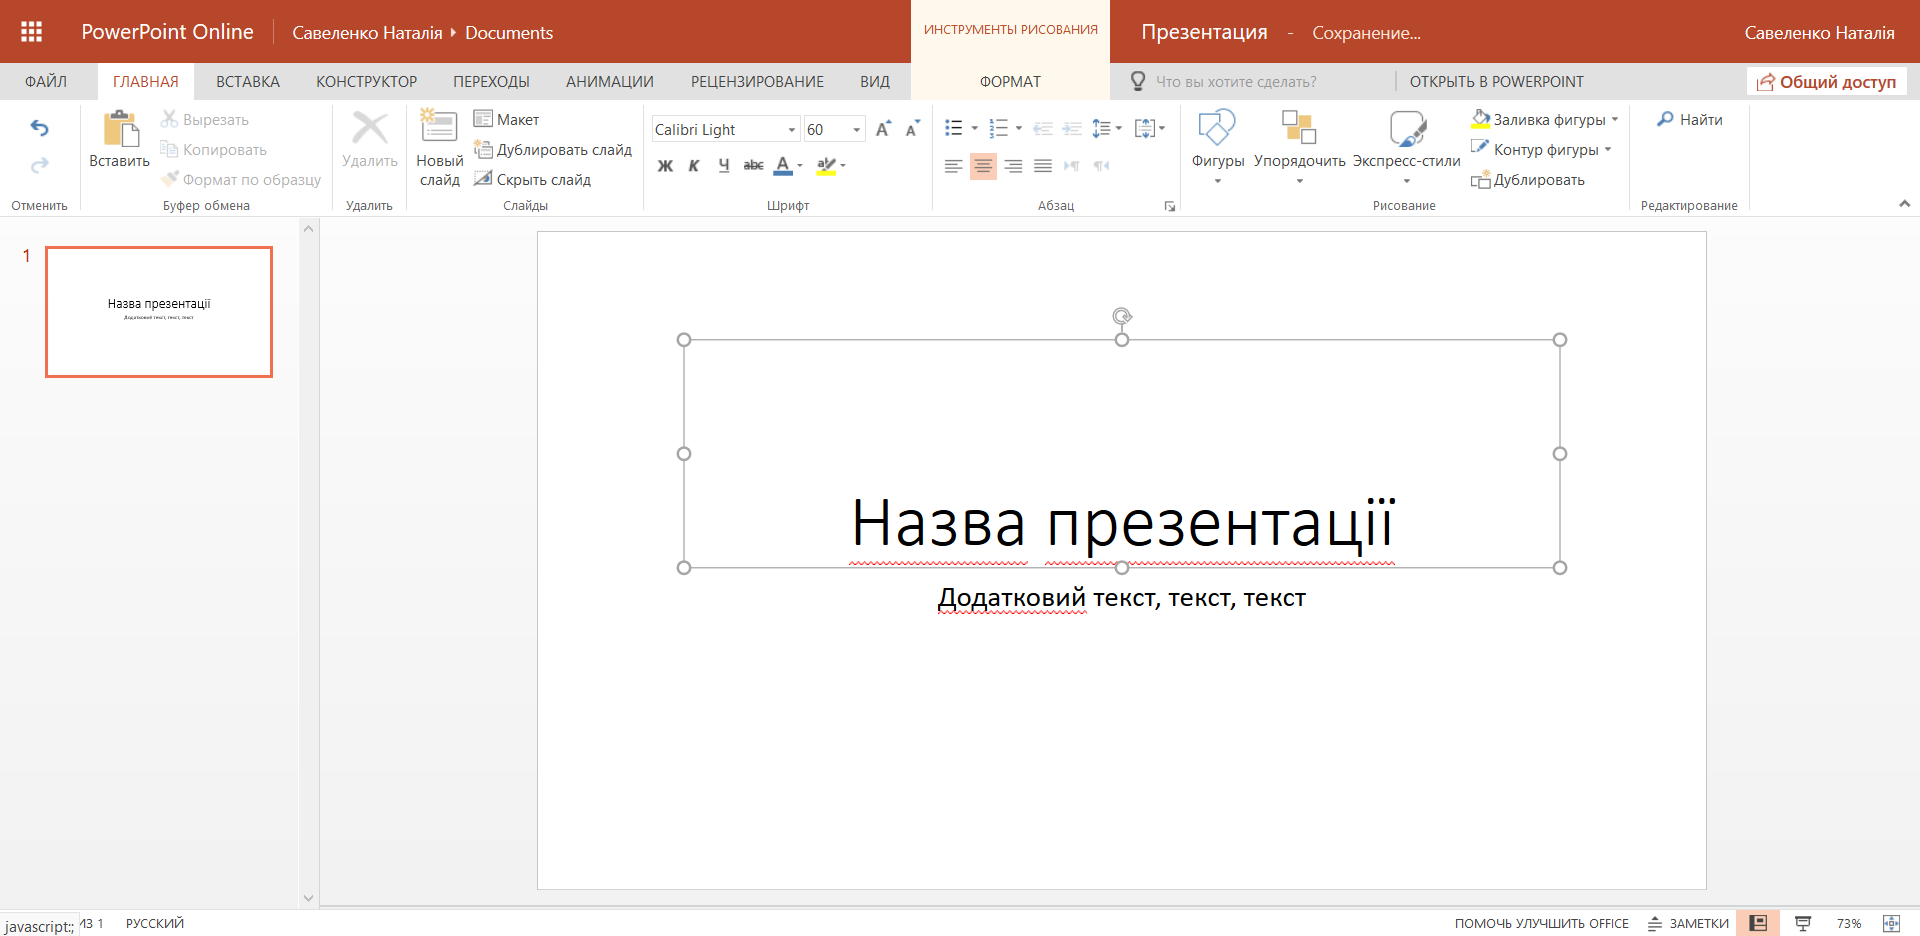 PowerPoint Online
Савеленко Наталія
Documents
ИНСТРУМЕНТЫ РИСОВАНИЯ
Презентация - Сохранение...
Савеленко Наталія
ФАЙЛ
ГЛАВНАЯ
ВСТАВКА
КОНСТРУКТОР
ПЕРЕХОДЫ
АНИМАЦИИ
РЕЦЕНЗИРОВАНИЕ
ВИД
ФОРМАТ
Что вы хотите сделать?
ОТКРЫТЬ В POWERPOINT
Общий доступ
Отменить
Вставить
Вырезать
Копировать
Формат по образцу
Буфер обмена
Удалить
Удалить
Новый
слайд
Макет
Дублировать слайд
Скрыть слайд
Слайды
Calibri Light
60
Ж К Ч abc А
Шрифт
Абзац
Фигуры
Упорядочить
Экспресс-стили
Заливка фигуры
Контур фигуры
Дублировать
Рисование
Найти
Редактирование
1
Назва презентації
Додатковий текст, текст, текст
Назва презентації
Додатковий текст, текст, текст
javascript:;
ИЗ 1
РУССКИЙ
ПОМОЧЬ УЛУЧШИТЬ OFFICE
ЗАМЕТКИ
73%